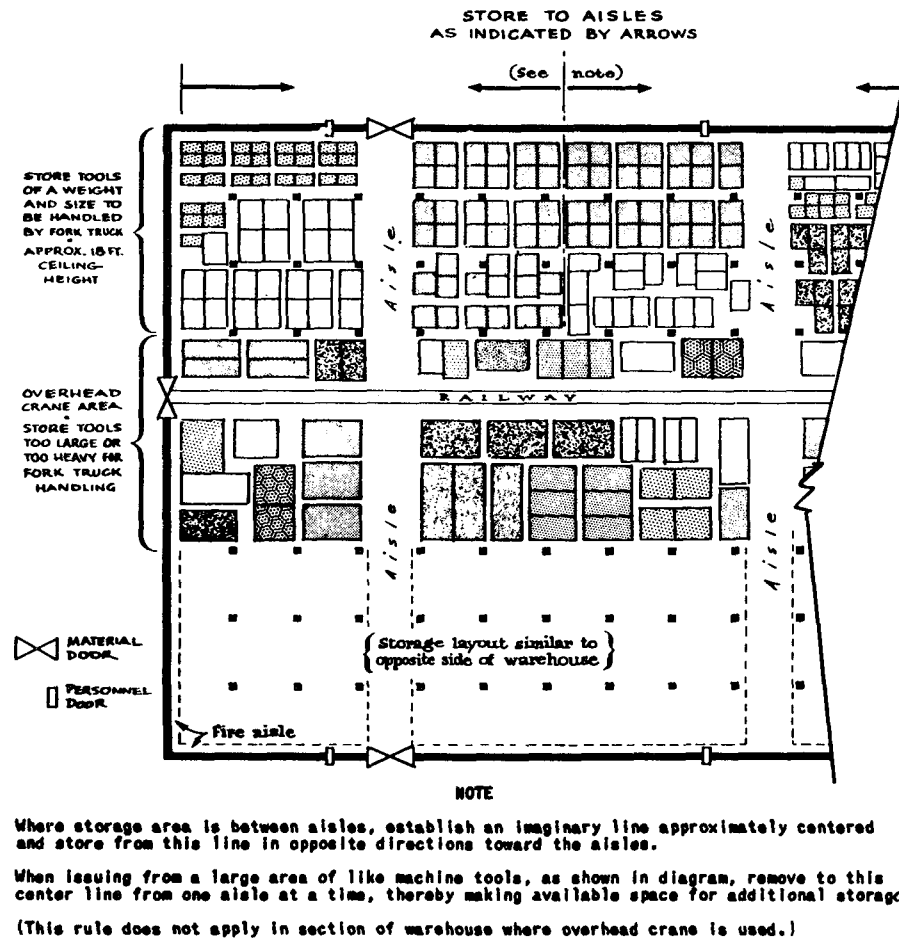 STORE TO AISLES
AS INDICATED BY ARROWS
(See note)
STORE TOOLS
OF A WEIGHT
AND SIZE TO
BE HANDLED
BY FORK TRUCK
APPROX. 18 FT.
CEILING
HEIGHT
Aisle
Aisle
RAILWAY
OVERHEAD
CRANE AREA
STORE TOOLS
TOO LARGE OR
TOO HEAVY FOR
FORK TRUCK
HANDLING
Aisle
Aisle
MATERIAL
DOOR
PERSONNEL
DOOR
Storage layout similar to
opposite side of warehouse
Fire aisle
NOTE
Where storage area is between aisles, establish an imaginary line approximately centered
and store from this line in opposite directions toward the aisles.
When issuing from a large area of like machine tools, as shown in diagram, remove to this
center line from one aisle at a time, thereby making available space for additional storag
(This rule does not apply in section of warehouse where overhead crane is used.)